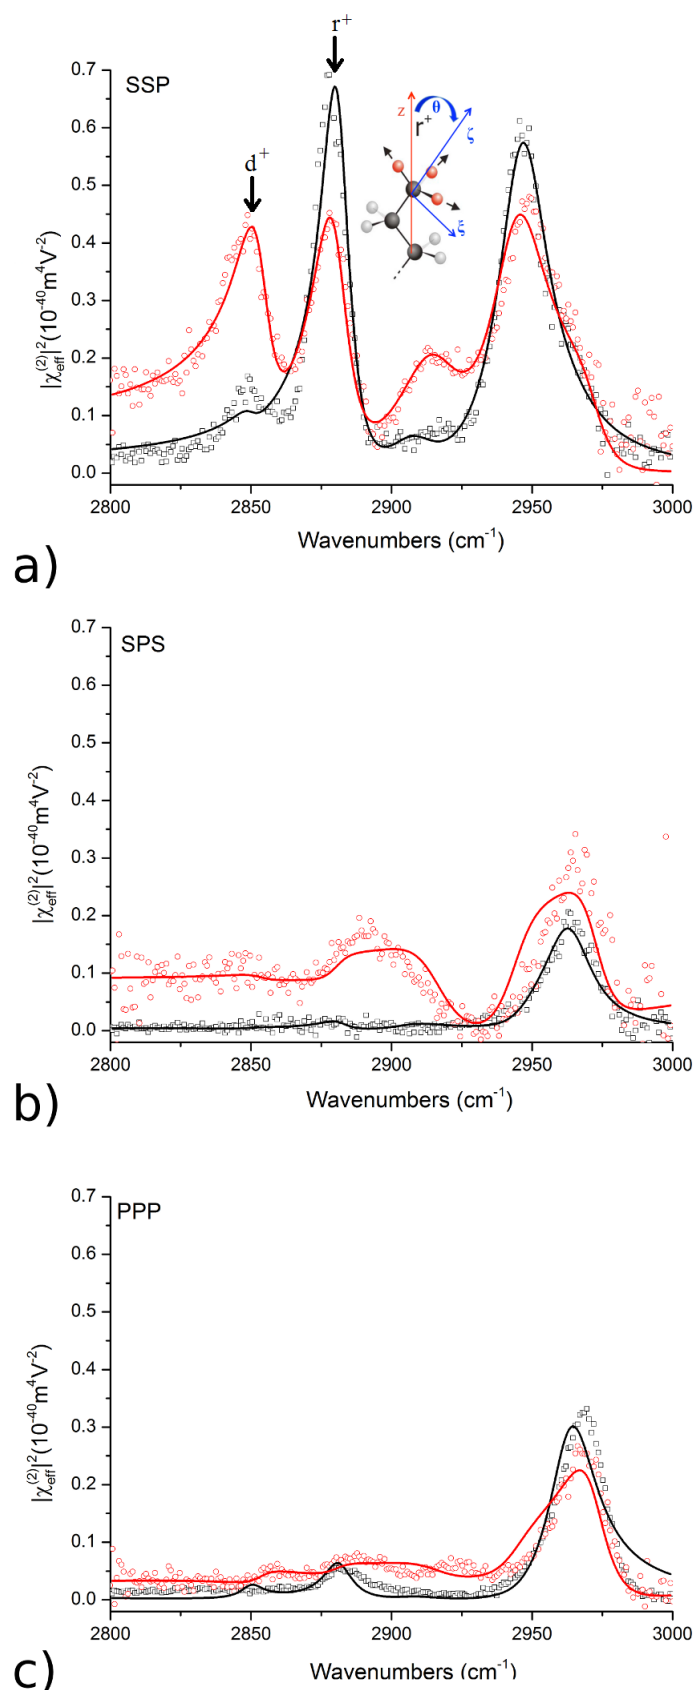 r⁺
SSP
d⁺
z
r⁺
θ
ζ
ξ
0.7
0.6
0.5
0.4
0.3
0.2
0.1
0.0
|χ_eff^(2)|²(10⁻⁴⁰m⁴V⁻²)
2800 2850 2900 2950 3000
Wavenumbers (cm⁻¹)
a)
SPS
0.7
0.6
0.5
0.4
0.3
0.2
0.1
0.0
|χ_eff^(2)|²(10⁻⁴⁰m⁴V⁻²)
2800 2850 2900 2950 3000
Wavenumbers (cm⁻¹)
b)
PPP
0.7
0.6
0.5
0.4
0.3
0.2
0.1
0.0
|χ_eff^(2)|²(10⁻⁴⁰m⁴V⁻²)
2800 2850 2900 2950 3000
Wavenumbers (cm⁻¹)
c)